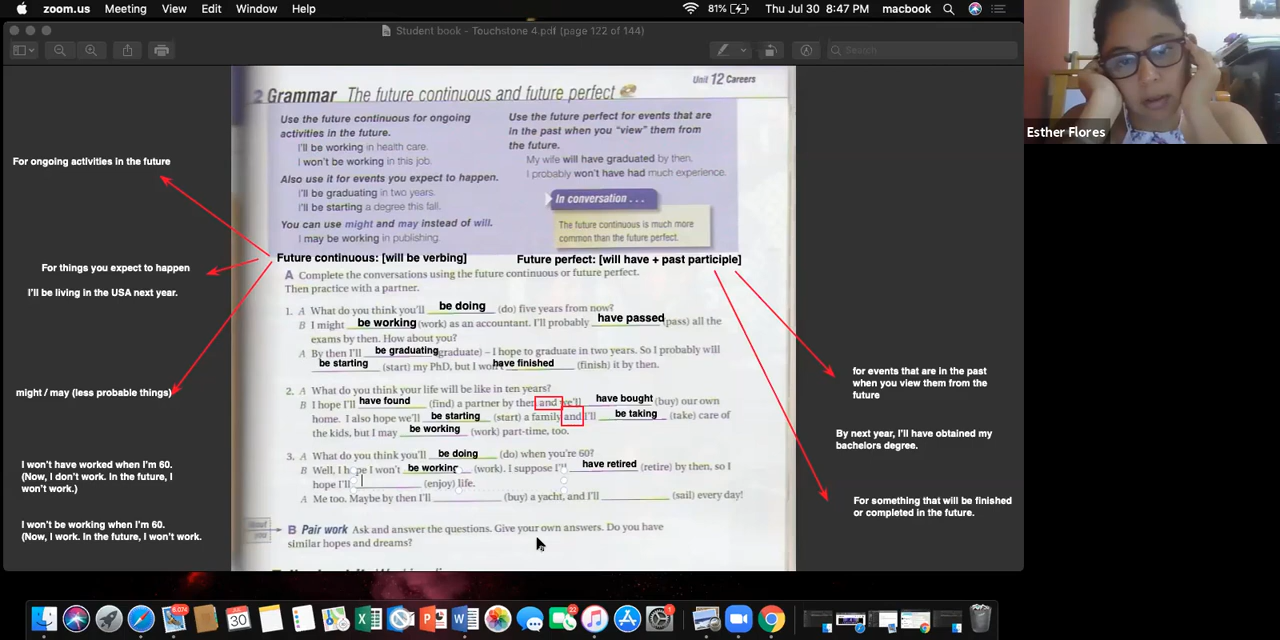 zoom.us Meeting View Edit Window Help 81% Thu Jul 30 8:47 PM macbook
Student book - Touchstone 4.pdf (page 122 of 144)
Search
Esther Flores
Unit 12 Careers
2 Grammar The future continuous and future perfect
Use the future continuous for ongoing
activities in the future.
I'll be working in health care.
I won't be working in this job.
Also use it for events you expect to happen.
I'll be graduating in two years.
I'll be starting a degree this fall.
You can use might and may instead of will.
I may be working in publishing.
Use the future perfect for events that are
in the past when you "view" them from
the future.
My wife will have graduated by then.
I probably won't have had much experience.
In conversation . . .
The future continuous is much more
common than the future perfect.
For ongoing activities in the future
For things you expect to happen
I'll be living in the USA next year.
might / may (less probable things)
I won't have worked when I'm 60.
(Now, I don't work. In the future, I
won't work.)
I won't be working when I'm 60.
(Now, I work. In the future, I won't work.
Future continuous: [will be verbing]
Future perfect: [will have + past participle]
A Complete the conversations using the future continuous or future perfect.
Then practice with a partner.
1. A What do you think you'll be doing (do) five years from now?
B I might be working (work) as an accountant. I'll probably have passed (pass) all the
exams by then. How about you?
A By then I'll be graduating graduate) – I hope to graduate in two years. So I probably will
be starting (start) my PhD, but I won have finished (finish) it by then.
2. A What do you think your life will be like in ten years?
B I hope I'll have found (find) a partner by then and we'll have bought (buy) our own
home. I also hope we'll be starting (start) a family and I'll be taking (take) care of
the kids, but I may be working (work) part-time, too.
3. A What do you think you'll be doing (do) when you're 60?
B Well, I hope I won't be working (work). I suppose I'll have retired (retire) by then, so I
hope I'll (enjoy) life.
A Me too. Maybe by then I'll (buy) a yacht, and I'll (sail) every day!
About you
B Pair work Ask and answer the questions. Give your own answers. Do you have
similar hopes and dreams?
for events that are in the past
when you view them from the
future
By next year, I'll have obtained my
bachelors degree.
For something that will be finished
or completed in the future.
8,074
JUL
30
22
1